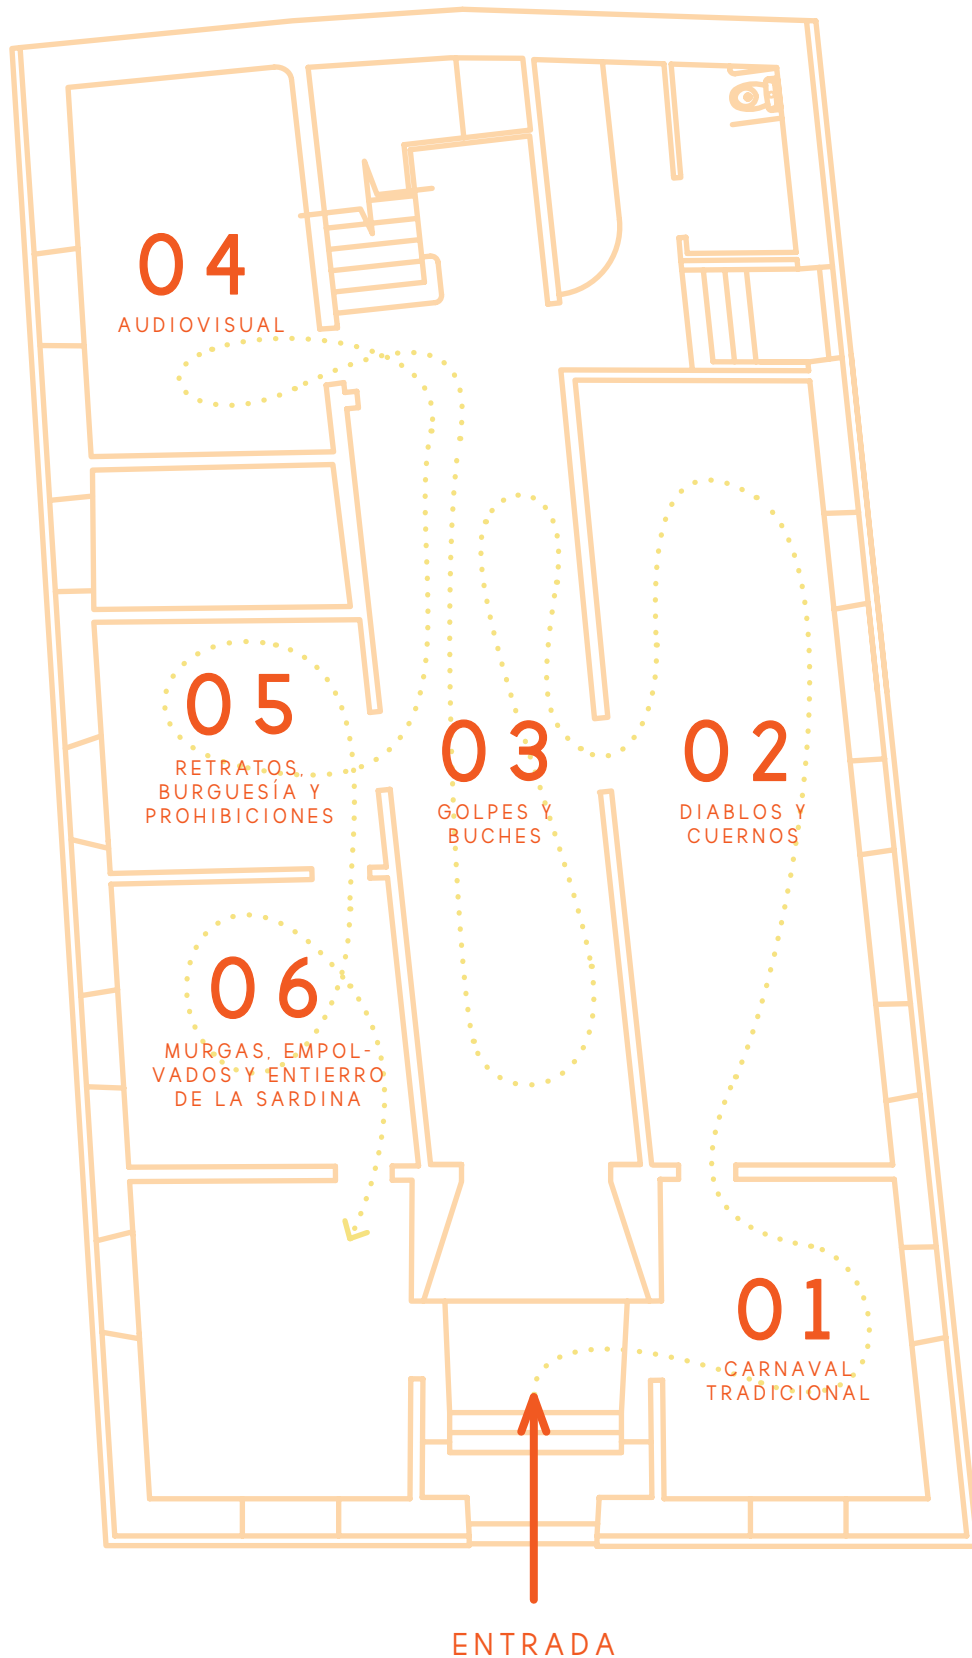 04
AUDIOVISUAL
05
RETRATOS,
BURGUESÍA Y
PROHIBICIONES
03
GOLPES Y
BUCHES
02
DIABLOS Y
CUERNOS
06
MURGAS, EMPOL-
VADOS Y ENTIERRO
DE LA SARDINA
01
CARNAVAL
TRADICIONAL
ENTRADA